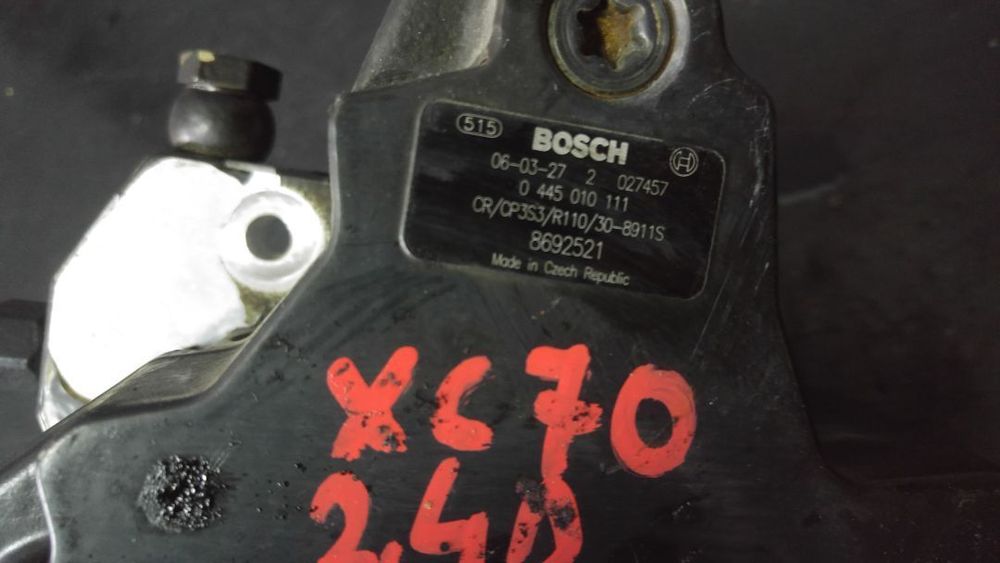 515 BOSCH
06-03-27 2 027457
0 445 010 111
CR/CP3S3/R110/30-8911S
8692521
Made in Czech Republic
XC70
2.4D